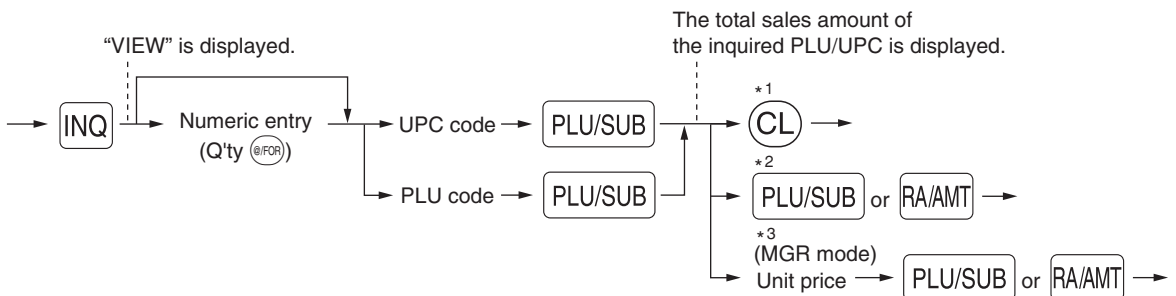 The total sales amount of
the inquired PLU/UPC is displayed.
“VIEW” is displayed.
*1
INQ Numeric entry UPC code PLU/SUB CL
(Q'ty @/FOR)
*2
PLU code PLU/SUB PLU/SUB or RA/AMT
*3
(MGR mode)
Unit price PLU/SUB or RA/AMT